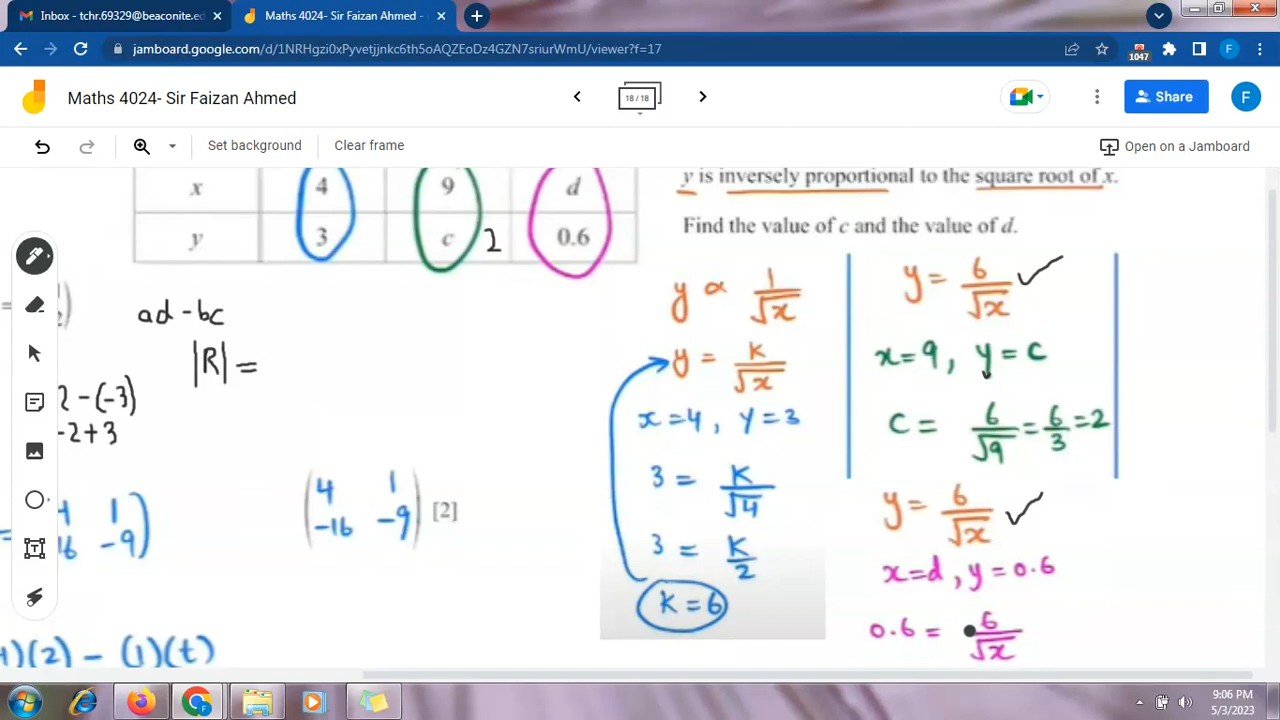 Inbox - tchr.69329@beaconite.ed
Maths 4024- Sir Faizan Ahmed -
jamboard.google.com/d/1NRHgzi0xPyvetjjnkc6th5oAQZEoDz4GZN7sriurWmU/viewer?f=17
1047
F
Maths 4024- Sir Faizan Ahmed
18 / 18
Share
F
Set background
Clear frame
Open on a Jamboard
x 4 9 d
y 3 c 2 0.6
ad - bc
|R| =
2 - (-3)
-2 + 3
4 1
16 -9
4 1
-16 -9 [2]
)(2) - (1)(t)
y is inversely proportional to the square root of x.
Find the value of c and the value of d.
y ∝ 1/√x
y = K/√x
x = 4, y = 3
3 = K/√4
3 = K/2
K = 6
y = 6/√x ✓
x = 9, y = c
c = 6/√9 = 6/3 = 2
y = 6/√x ✓
x = d, y = 0.6
0.6 = 6/√x
9:06 PM
5/3/2023